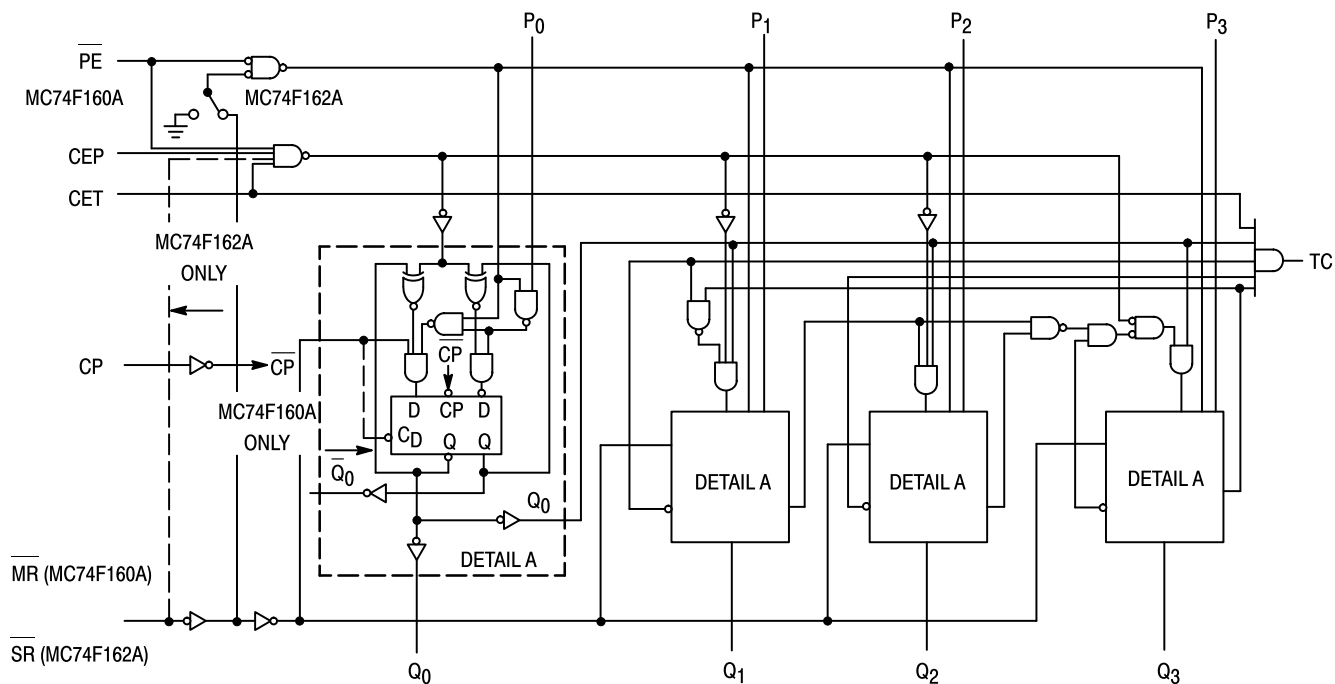 P0 P1 P2 P3
PE
MC74F160A MC74F162A
CEP
CET
MC74F162A
ONLY
TC
CP CP CP
MC74F160A
ONLY
D CP D
CD Q Q
Q0
Q0
DETAIL A DETAIL A DETAIL A
DETAIL A
MR (MC74F160A)
SR (MC74F162A)
Q0 Q1 Q2 Q3